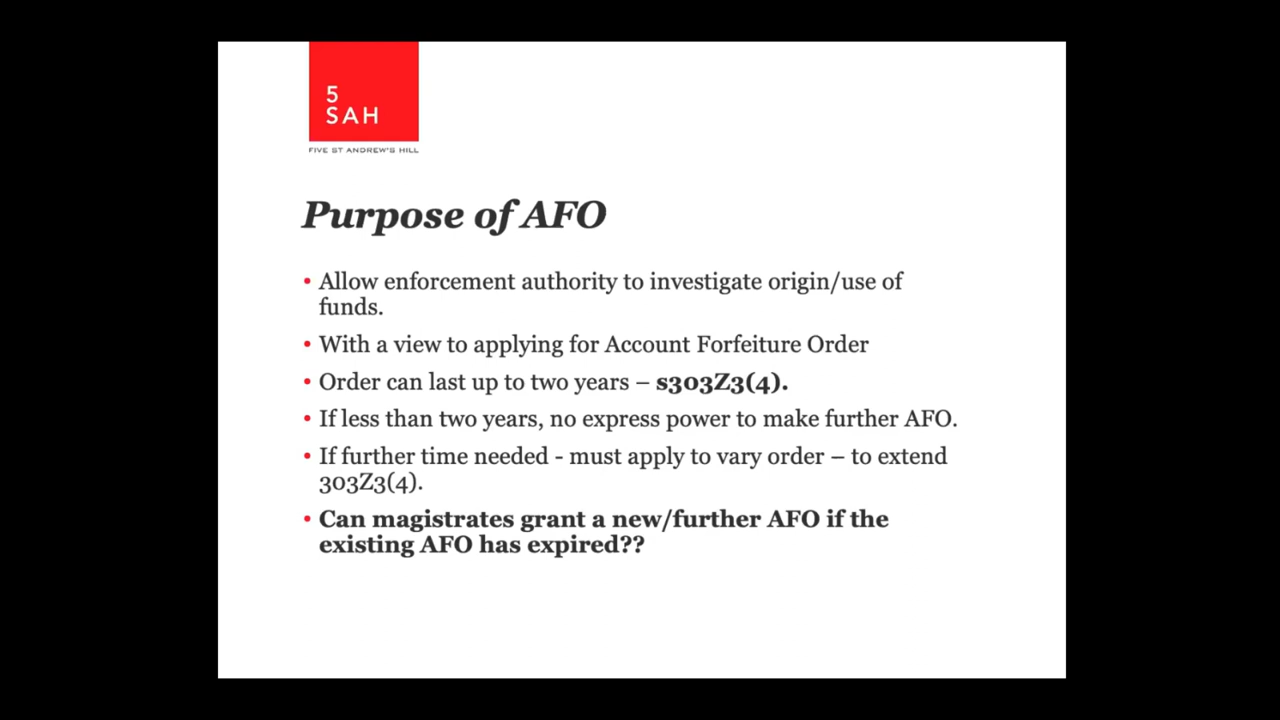 5
SAH
FIVE ST ANDREW'S HILL
Purpose of AFO
• Allow enforcement authority to investigate origin/use of
funds.
• With a view to applying for Account Forfeiture Order
• Order can last up to two years – s303Z3(4).
• If less than two years, no express power to make further AFO.
• If further time needed - must apply to vary order – to extend
303Z3(4).
• Can magistrates grant a new/further AFO if the
existing AFO has expired??